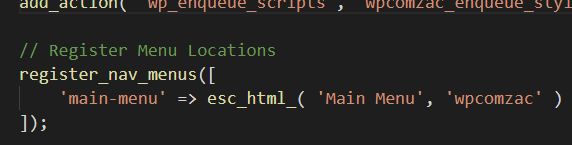 add_action( 'wp_enqueue_scripts', 'wpcomzac_enqueue_styl
// Register Menu Locations
register_nav_menus([
'main-menu' => esc_html_( 'Main Menu', 'wpcomzac' )
]);